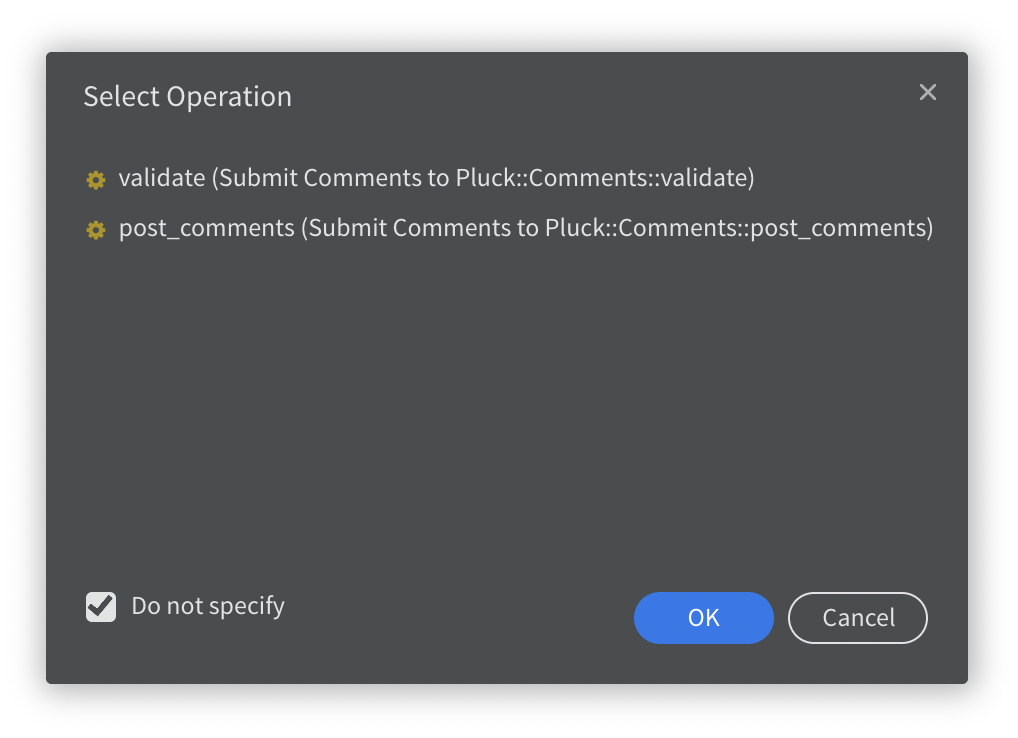 Select Operation
validate (Submit Comments to Pluck::Comments::validate)
post_comments (Submit Comments to Pluck::Comments::post_comments)
Do not specify
OK
Cancel